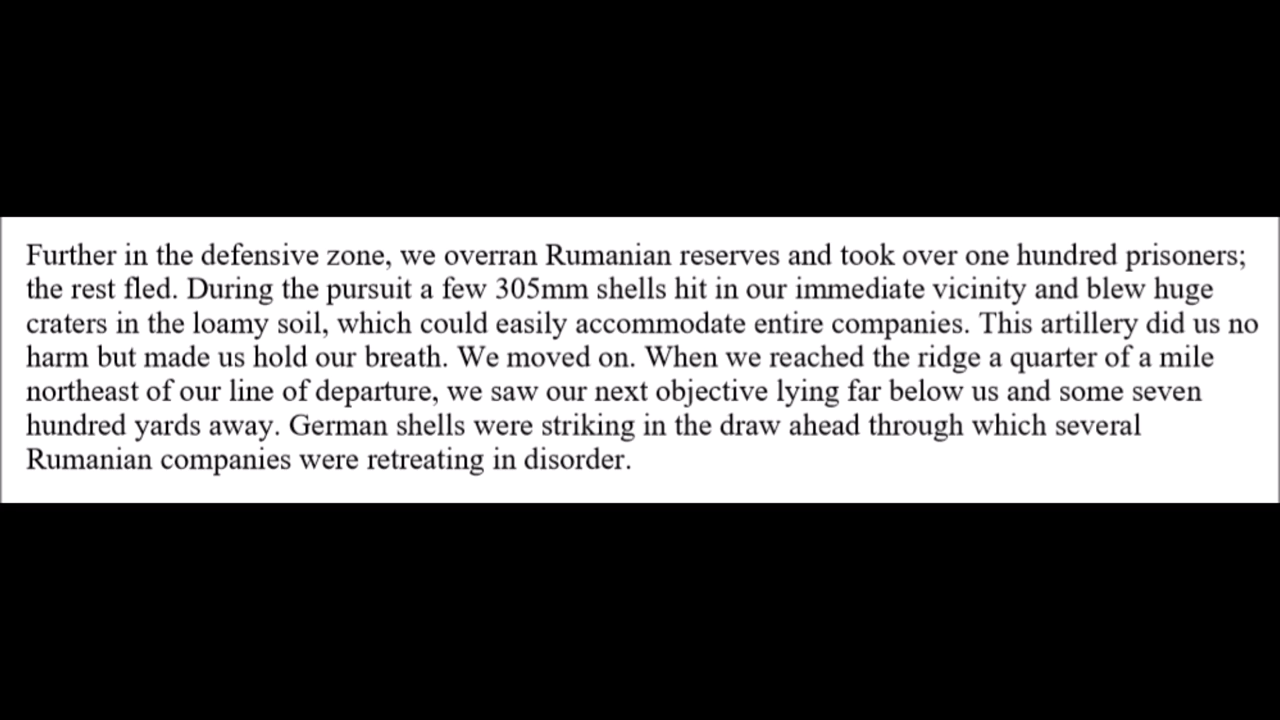 Further in the defensive zone, we overran Rumanian reserves and took over one hundred prisoners;
the rest fled. During the pursuit a few 305mm shells hit in our immediate vicinity and blew huge
craters in the loamy soil, which could easily accommodate entire companies. This artillery did us no
harm but made us hold our breath. We moved on. When we reached the ridge a quarter of a mile
northeast of our line of departure, we saw our next objective lying far below us and some seven
hundred yards away. German shells were striking in the draw ahead through which several
Rumanian companies were retreating in disorder.